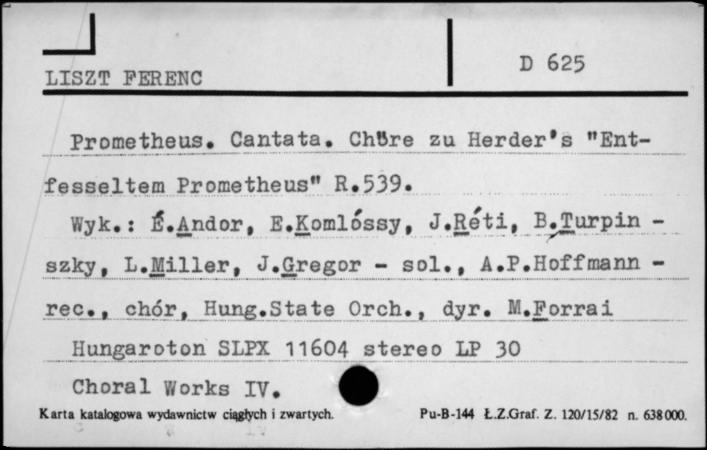 LISZT FERENC
D 625
Prometheus. Cantata. Chöre zu Herder's "Ent-
fesseltem Prometheus" R.539.
Wyk.: É.Andor, E.Komlóssy, J.Réti, B.Turpin -
szky, L.Miller, J.Gregor - sol., A.P.Hoffmann -
rec., chór, Hung.State Orch., dyr. M.Forrai
Hungaroton SLPX 11604 stereo LP 30
Choral Works IV.
Karta katalogowa wydawnictw ciągłych i zwartych.
Pu-B-144 Ł.Z.Graf. Z. 120/15/82 n. 638000.